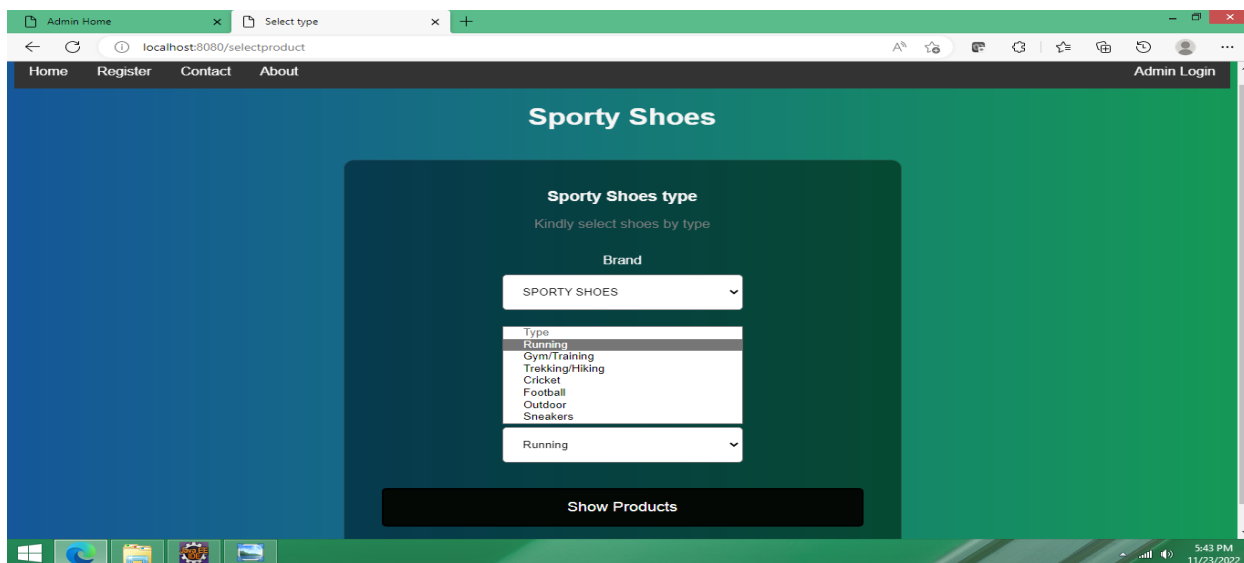 Admin Home
Select type
localhost:8080/selectproduct
Home Register Contact About Admin Login
Sporty Shoes
Sporty Shoes type
Kindly select shoes by type
Brand
SPORTY SHOES
Type
Running
Gym/Training
Trekking/Hiking
Cricket
Football
Outdoor
Sneakers
Running
Show Products
5:43 PM
11/23/2022